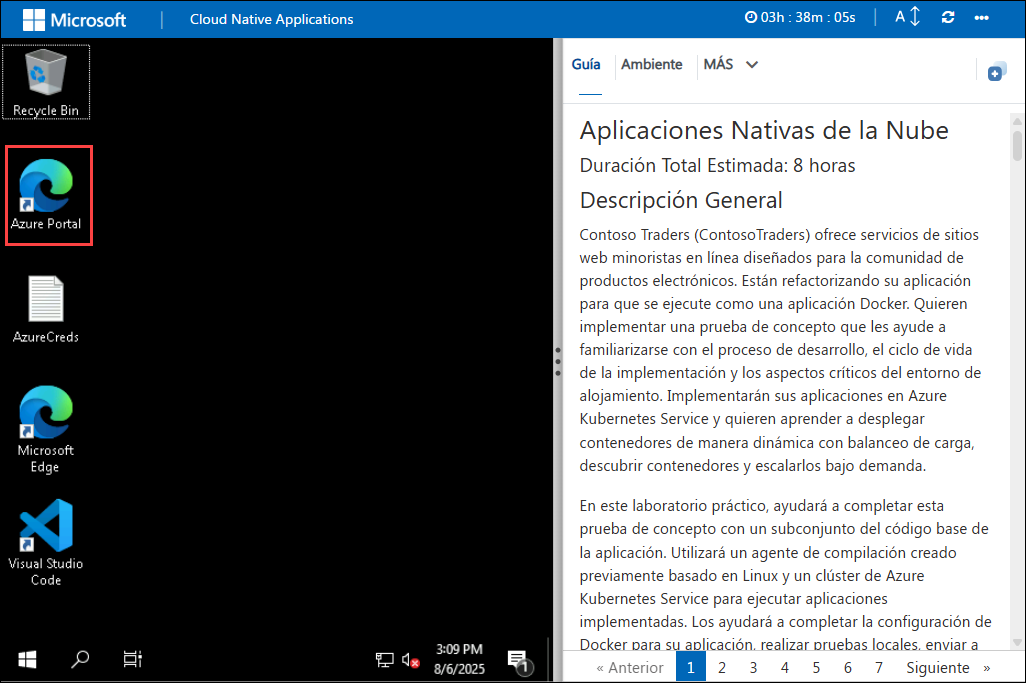 Microsoft
Cloud Native Applications
03h : 38m : 05s
A
Recycle Bin
Azure Portal
AzureCreds
Microsoft
Edge
Visual Studio
Code
3:09 PM
8/6/2025
1
Guía
Ambiente
MÁS
Aplicaciones Nativas de la Nube
Duración Total Estimada: 8 horas
Descripción General
Contoso Traders (ContosoTraders) ofrece servicios de sitios
web minoristas en línea diseñados para la comunidad de
productos electrónicos. Están refactorizando su aplicación
para que se ejecute como una aplicación Docker. Quieren
implementar una prueba de concepto que les ayude a
familiarizarse con el proceso de desarrollo, el ciclo de vida
de la implementación y los aspectos críticos del entorno de
alojamiento. Implementarán sus aplicaciones en Azure
Kubernetes Service y quieren aprender a desplegar
contenedores de manera dinámica con balanceo de carga,
descubrir contenedores y escalarlos bajo demanda.
En este laboratorio práctico, ayudará a completar esta
prueba de concepto con un subconjunto del código base de
la aplicación. Utilizará un agente de compilación creado
previamente basado en Linux y un clúster de Azure
Kubernetes Service para ejecutar aplicaciones
implementadas. Los ayudará a completar la configuración de
Docker para su aplicación, realizar pruebas locales, enviar a
« Anterior 1 2 3 4 5 6 7 Siguiente »